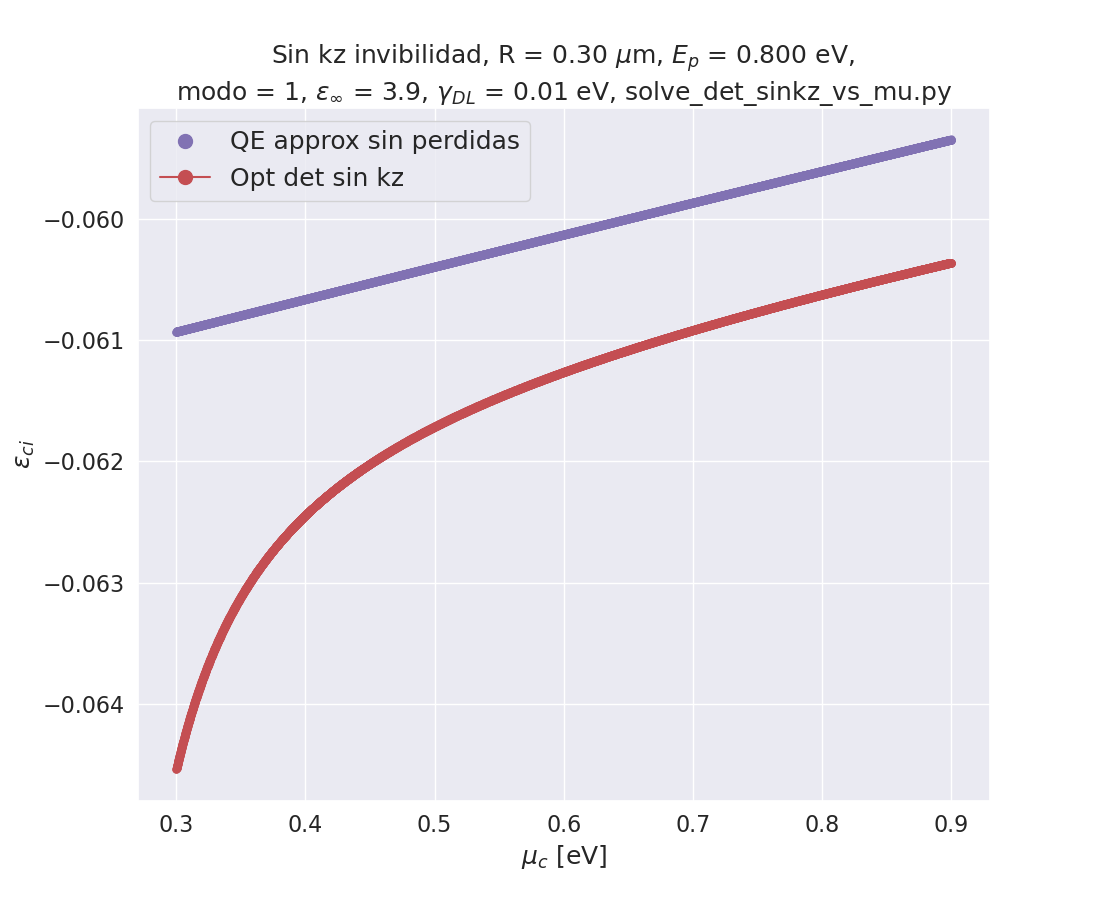 Sin kz invibilidad, R = 0.30 μm, E_p = 0.800 eV,
modo = 1, ε_∞ = 3.9, γ_DL = 0.01 eV, solve_det_sinkz_vs_mu.py
QE approx sin perdidas
Opt det sin kz
−0.060
−0.061
−0.062
−0.063
−0.064
ε_ci
0.3 0.4 0.5 0.6 0.7 0.8 0.9
μ_c [eV]